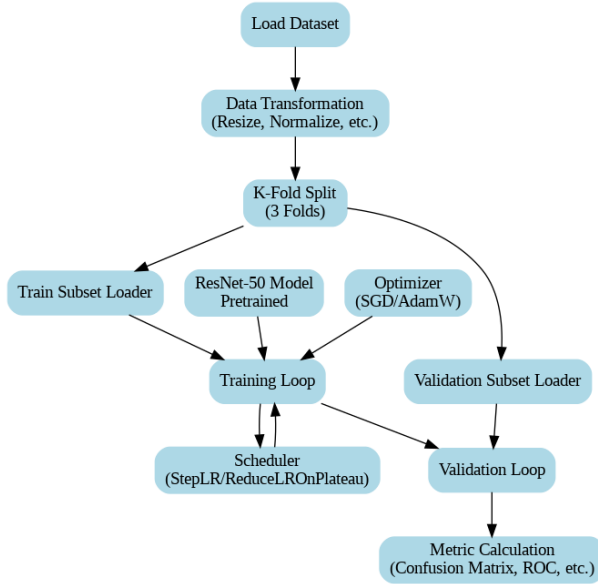 Load Dataset
Data Transformation
(Resize, Normalize, etc.)
K-Fold Split
(3 Folds)
Train Subset Loader
ResNet-50 Model
Pretrained
Optimizer
(SGD/AdamW)
Training Loop
Validation Subset Loader
Scheduler
(StepLR/ReduceLROnPlateau)
Validation Loop
Metric Calculation
(Confusion Matrix, ROC, etc.)